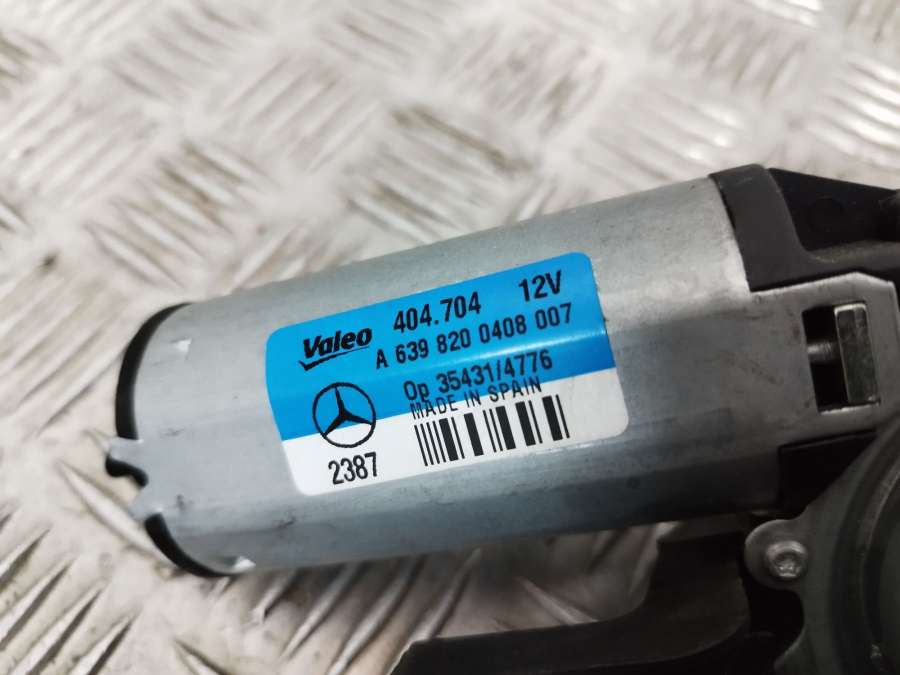 Valeo 404.704 12V
A 639 820 0408 007
Op 35431/4776
MADE IN SPAIN
2387